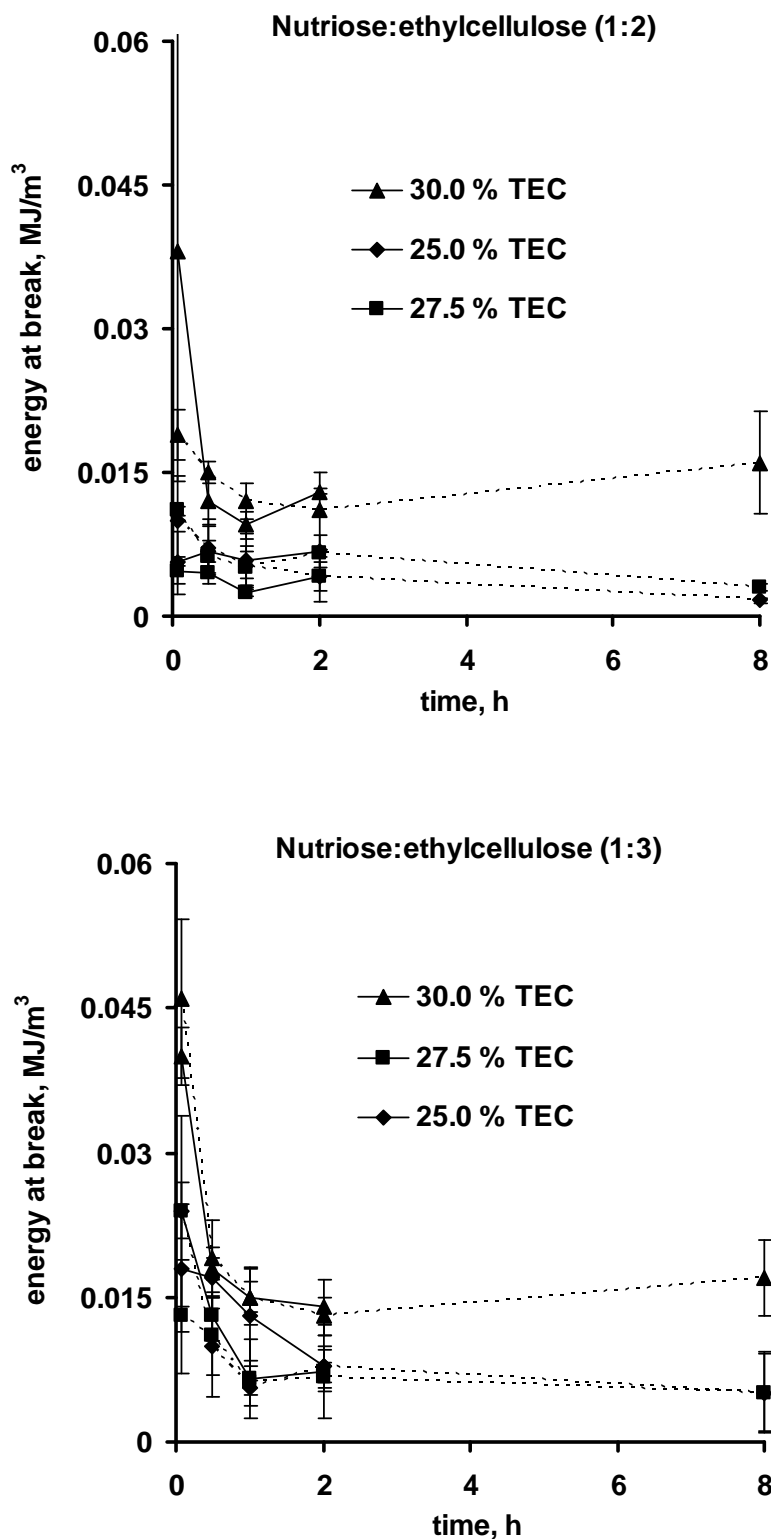 Nutriose:ethylcellulose (1:2)
0.06
0.045
0.03
0.015
0
energy at break, MJ/m³
30.0 % TEC
25.0 % TEC
27.5 % TEC
0 2 4 6 8
time, h
Nutriose:ethylcellulose (1:3)
0.06
0.045
0.03
0.015
0
energy at break, MJ/m³
30.0 % TEC
27.5 % TEC
25.0 % TEC
0 2 4 6 8
time, h